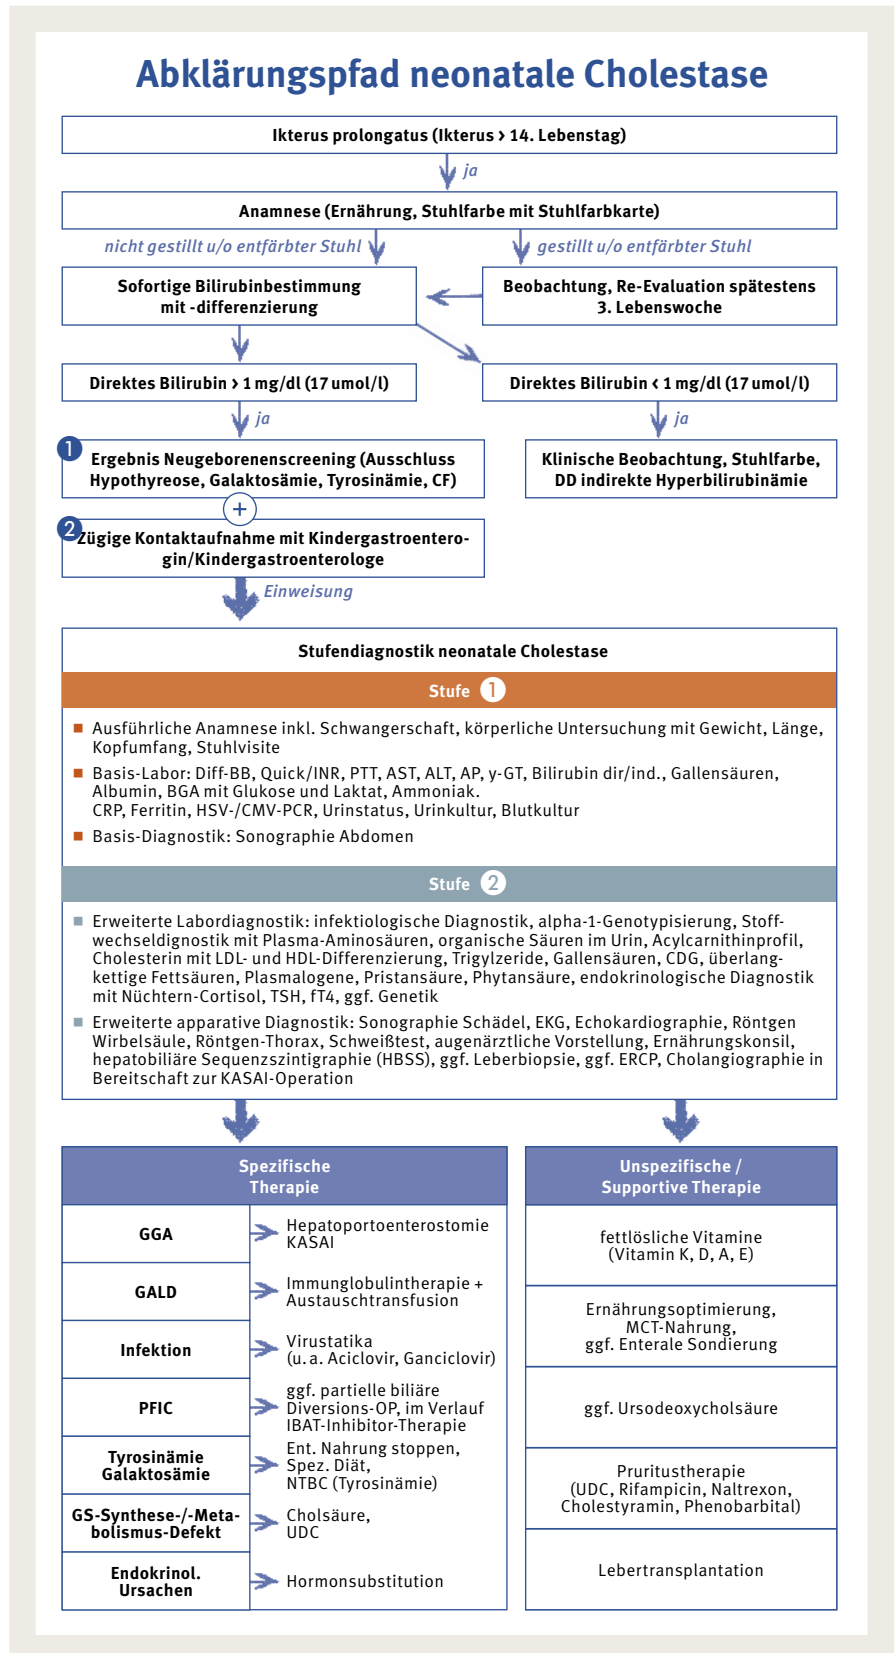 Abklärungspfad neonatale Cholestase
Ikterus prolongatus (Ikterus > 14. Lebenstag)
ja
Anamnese (Ernährung, Stuhlfarbe mit Stuhlfarbkarte)
nicht gestillt u/o entfärbter Stuhl
gestillt u/o entfärbter Stuhl
Sofortige Bilirubinbestimmung
mit -differenzierung
Beobachtung, Re-Evaluation spätestens
3. Lebenswoche
Direktes Bilirubin > 1 mg/dl (17 umol/l)
Direktes Bilirubin < 1 mg/dl (17 umol/l)
ja
ja
1
Ergebnis Neugeborenenscreening (Ausschluss
Hypothyreose, Galaktosämie, Tyrosinämie, CF)
Klinische Beobachtung, Stuhlfarbe,
DD indirekte Hyperbilirubinämie
+
2
Zügige Kontaktaufnahme mit Kindergastroentero-
gin/Kindergastroenterologe
Einweisung
Stufendiagnostik neonatale Cholestase
Stufe 1
Ausführliche Anamnese inkl. Schwangerschaft, körperliche Untersuchung mit Gewicht, Länge,
Kopfumfang, Stuhlvisite
Basis-Labor: Diff-BB, Quick/INR, PTT, AST, ALT, AP, y-GT, Bilirubin dir/ind., Gallensäuren,
Albumin, BGA mit Glukose und Laktat, Ammoniak.
CRP, Ferritin, HSV-/CMV-PCR, Urinstatus, Urinkultur, Blutkultur
Basis-Diagnostik: Sonographie Abdomen
Stufe 2
Erweiterte Labordiagnostik: infektiologische Diagnostik, alpha-1-Genotypisierung, Stoff-
wechseldignostik mit Plasma-Aminosäuren, organische Säuren im Urin, Acylcarnithinprofil,
Cholesterin mit LDL- und HDL-Differenzierung, Trigylzeride, Gallensäuren, CDG, überlang-
kettige Fettsäuren, Plasmalogene, Pristansäure, Phytansäure, endokrinologische Diagnostik
mit Nüchtern-Cortisol, TSH, fT4, ggf. Genetik
Erweiterte apparative Diagnostik: Sonographie Schädel, EKG, Echokardiographie, Röntgen
Wirbelsäule, Röntgen-Thorax, Schweißtest, augenärztliche Vorstellung, Ernährungskonsil,
hepatobiliäre Sequenzszintigraphie (HBSS), ggf. Leberbiopsie, ggf. ERCP, Cholangiographie in
Bereitschaft zur KASAI-Operation
Spezifische
Therapie
GGA
Hepatoportoenterostomie
KASAI
GALD
Immunglobulintherapie +
Austauschtransfusion
Infektion
Virustatika
(u. a. Aciclovir, Ganciclovir)
PFIC
ggf. partielle biliäre
Diversions-OP, im Verlauf
IBAT-Inhibitor-Therapie
Tyrosinämie
Galaktosämie
Ent. Nahrung stoppen,
Spez. Diät,
NTBC (Tyrosinämie)
GS-Synthese-/-Meta-
bolismus-Defekt
Cholsäure,
UDC
Endokrinol.
Ursachen
Hormonsubstitution
Unspezifische /
Supportive Therapie
fettlösliche Vitamine
(Vitamin K, D, A, E)
Ernährungsoptimierung,
MCT-Nahrung,
ggf. Enterale Sondierung
ggf. Ursodeoxycholsäure
Pruritustherapie
(UDC, Rifampicin, Naltrexon,
Cholestyramin, Phenobarbital)
Lebertransplantation